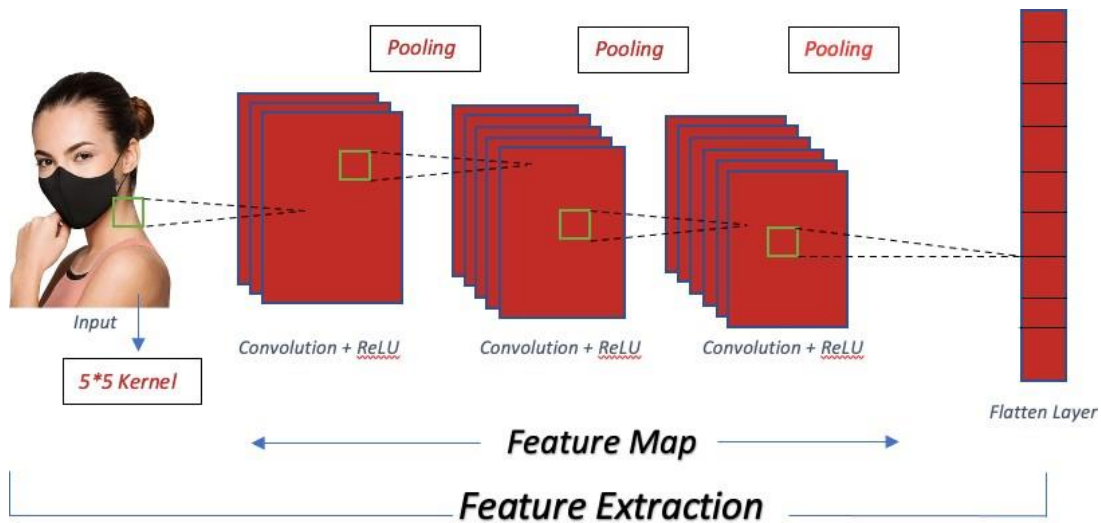 Pooling
Pooling
Pooling
Input
5*5 Kernel
Convolution + ReLU
Convolution + ReLU
Convolution + ReLU
Flatten Layer
Feature Map
Feature Extraction